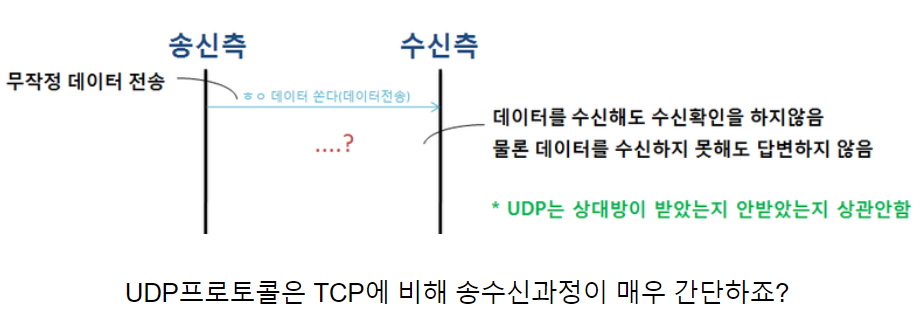 송신측
수신측
무작정 데이터 전송
ㅎㅇ 데이터 쏜다(데이터전송)
데이터를 수신해도 수신확인을 하지않음
....?
물론 데이터를 수신하지 못해도 답변하지 않음
* UDP는 상대방이 받았는지 안받았는지 상관안함
UDP프로토콜은 TCP에 비해 송수신과정이 매우 간단하죠?